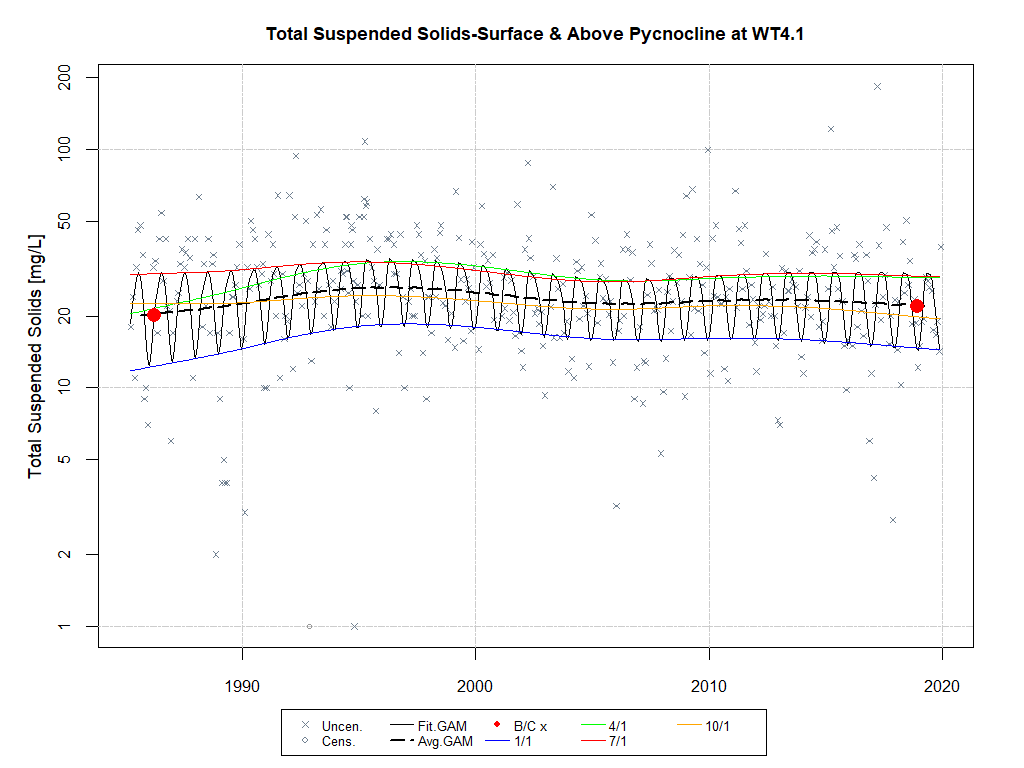 Total Suspended Solids-Surface & Above Pycnocline at WT4.1
Total Suspended Solids [mg/L]
200
100
50
20
10
5
2
1
1990 2000 2010 2020
Uncen. Fit.GAM B/C x 4/1 10/1
Cens. Avg.GAM 1/1 7/1